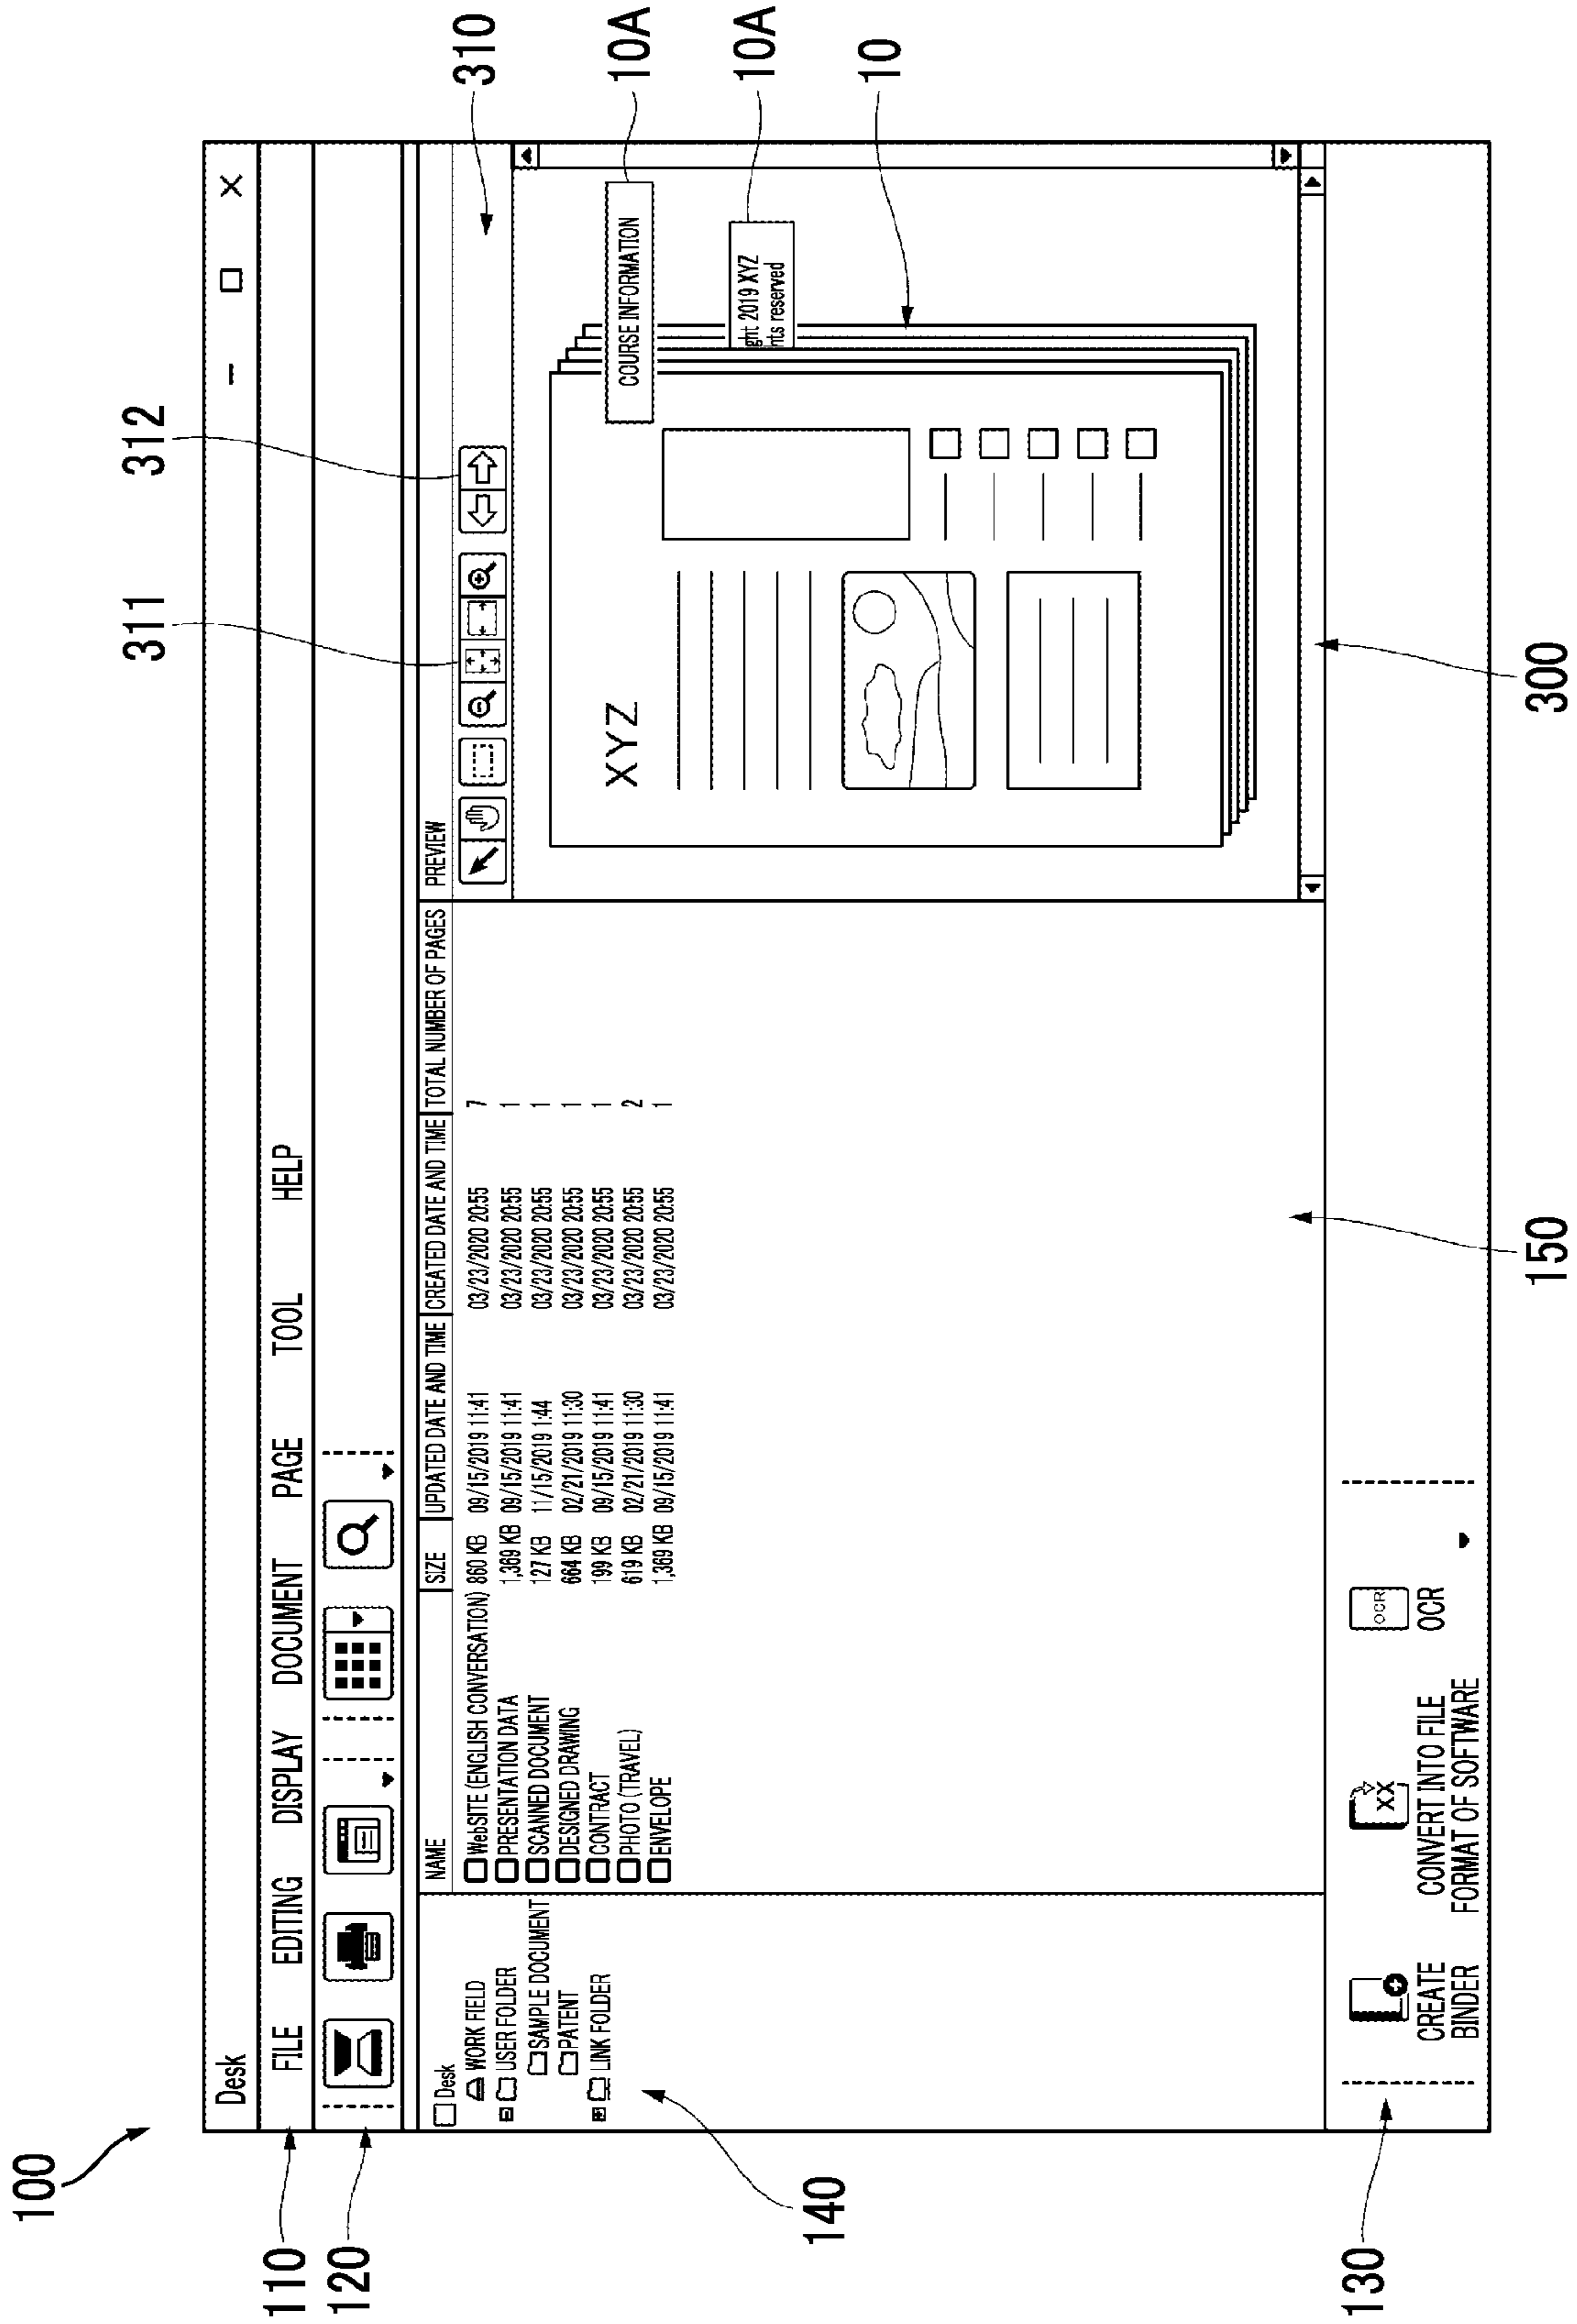 100
312
311
310
10A
10A
10
Desk
110
FILE EDITING DISPLAY DOCUMENT PAGE TOOL HELP
120
Desk
WORK FIELD
USER FOLDER
SAMPLE DOCUMENT
PATENT
LINK FOLDER
140
NAME SIZE UPDATED DATE AND TIME CREATED DATE AND TIME TOTAL NUMBER OF PAGES
WebSITE (ENGLISH CONVERSATION) 860 KB 09/15/2019 11:41 03/23/2020 20:55 7
PRESENTATION DATA 1,369 KB 09/15/2019 11:41 03/23/2020 20:55 1
SCANNED DOCUMENT 127 KB 11/15/2019 1:44 03/23/2020 20:55 1
DESIGNED DRAWING 664 KB 02/21/2019 11:30 03/23/2020 20:55 1
CONTRACT 199 KB 09/15/2019 11:41 03/23/2020 20:55 1
PHOTO (TRAVEL) 619 KB 02/21/2019 11:30 03/23/2020 20:55 2
ENVELOPE 1,369 KB 09/15/2019 11:41 03/23/2020 20:55 1
PREVIEW
XYZ
COURSE INFORMATION
ght 2019 XYZ
hts reserved
130
CREATE
BINDER
XX
CONVERT INTO FILE
FORMAT OF SOFTWARE
OCR
OCR
150
300